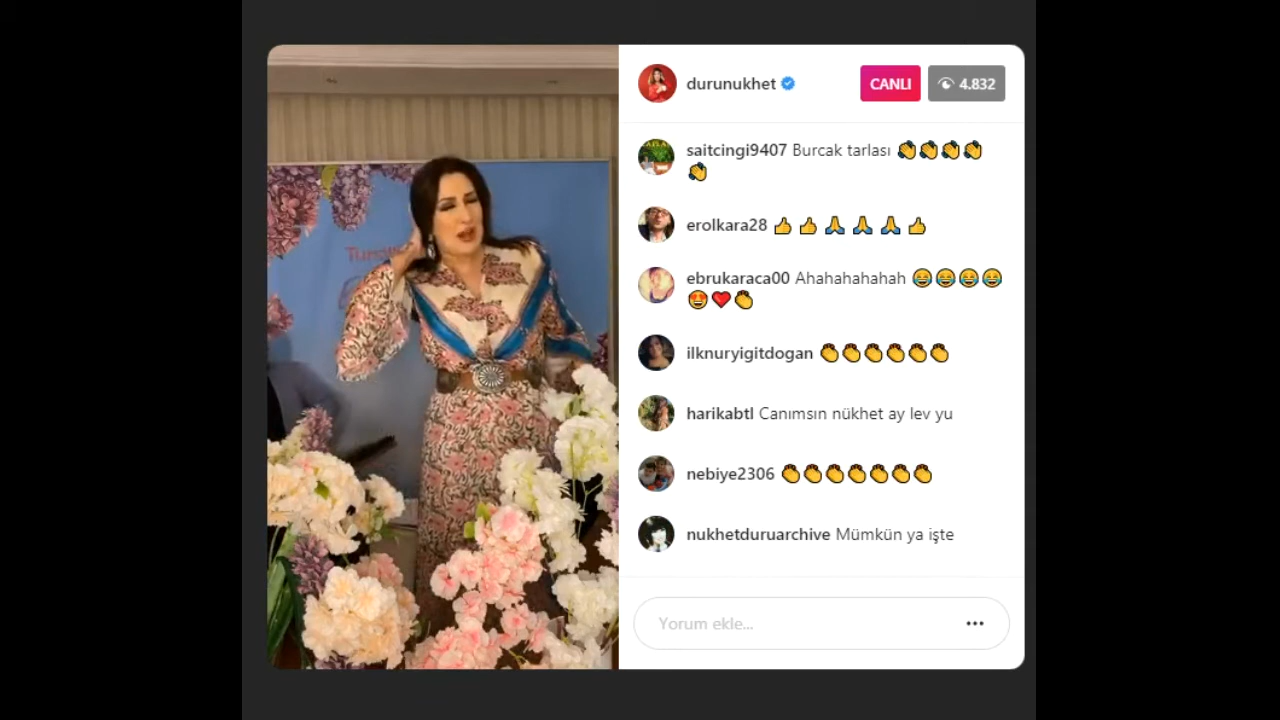 durunukhet
CANLI
4.832
saitcingi9407 Burcak tarlası 👏👏👏👏
👏
erolkara28 👍👍🙏🙏🙏👍
ebrukaraca00 Ahahahahahah 😂😂😂😂
😍❤️👏
ilknuryigitdogan 👏👏👏👏👏👏
harikabtl Canımsın nükhet ay lev yu
nebiye2306 👏👏👏👏👏👏👏
nukhetduruarchive Mümkün ya işte
Yorum ekle...